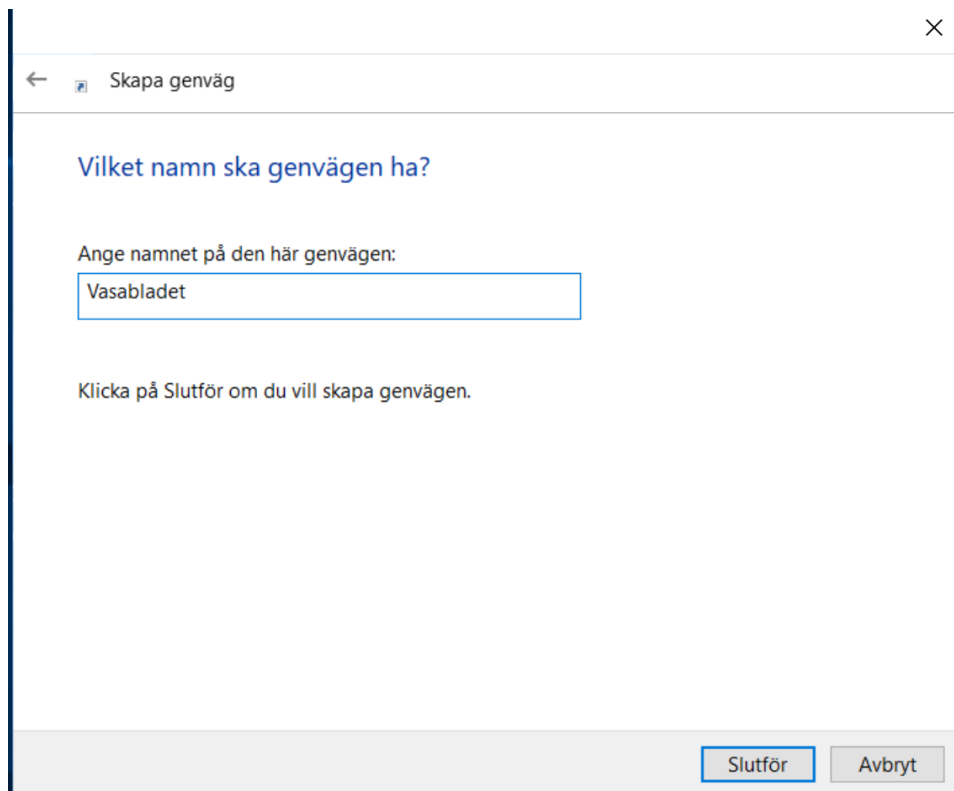 Skapa genväg
Vilket namn ska genvägen ha?
Ange namnet på den här genvägen:
Vasabladet
Klicka på Slutför om du vill skapa genvägen.
Slutför Avbryt